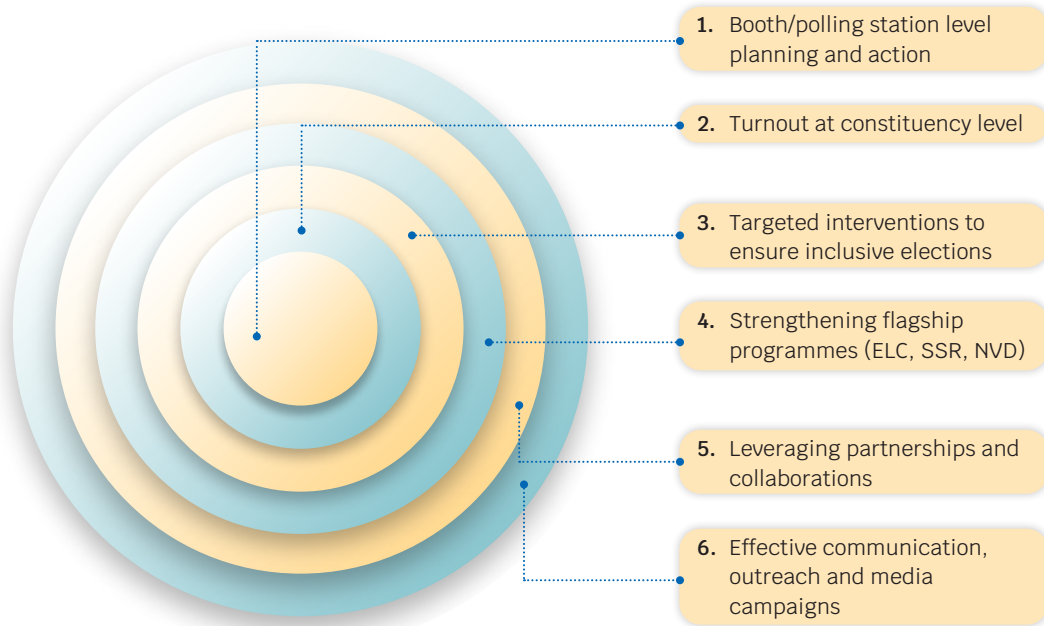 1. Booth/polling station level
planning and action
2. Turnout at constituency level
3. Targeted interventions to
ensure inclusive elections
4. Strengthening flagship
programmes (ELC, SSR, NVD)
5. Leveraging partnerships and
collaborations
6. Effective communication,
outreach and media
campaigns